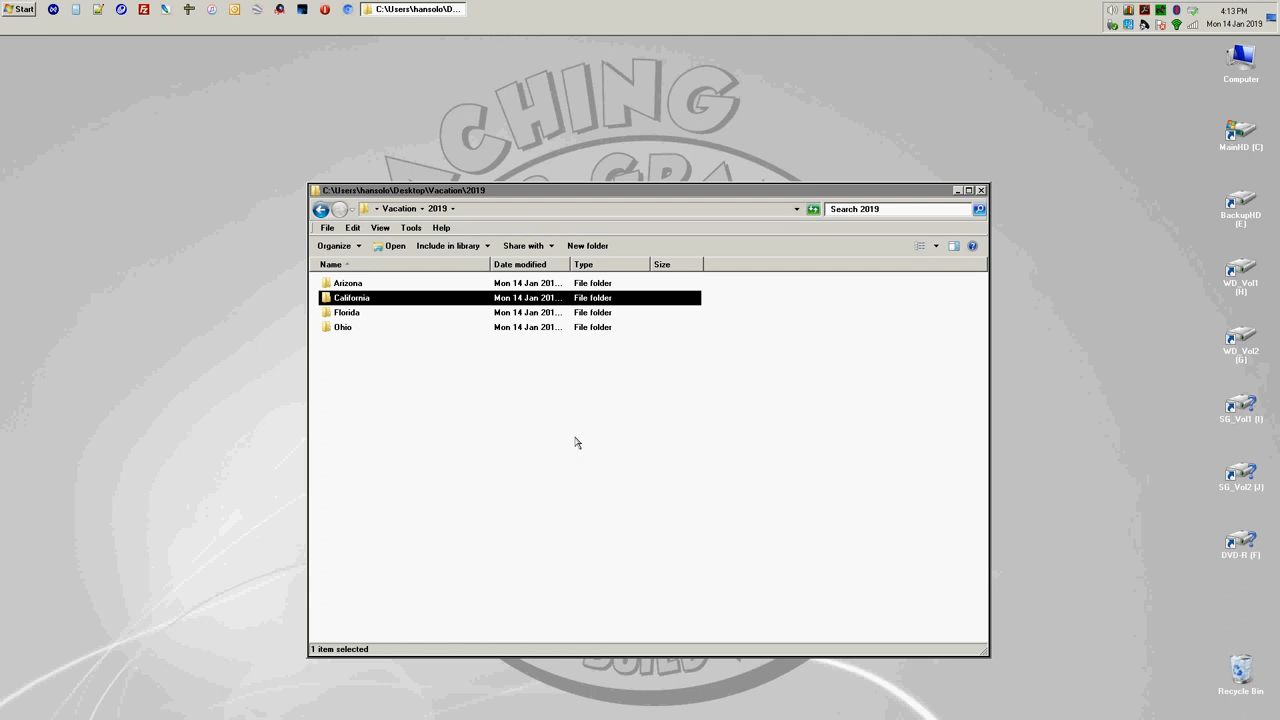 Start
C:\Users\hansolo\D...
4:13 PM
Mon 14 Jan 2019
CHING
Computer
MainHD (C)
BackupHD
(E)
WD_Vol1
(H)
WD_Vol2
(G)
SG_Vol1 (I)
SG_Vol2 (J)
DVD-R (F)
Recycle Bin
C:\Users\hansolo\Desktop\Vacation\2019
Vacation 2019
Search 2019
File Edit View Tools Help
Organize Open Include in library Share with New folder
Name Date modified Type Size
Arizona Mon 14 Jan 201... File folder
California Mon 14 Jan 201... File folder
Florida Mon 14 Jan 201... File folder
Ohio Mon 14 Jan 201... File folder
1 item selected
BUILD